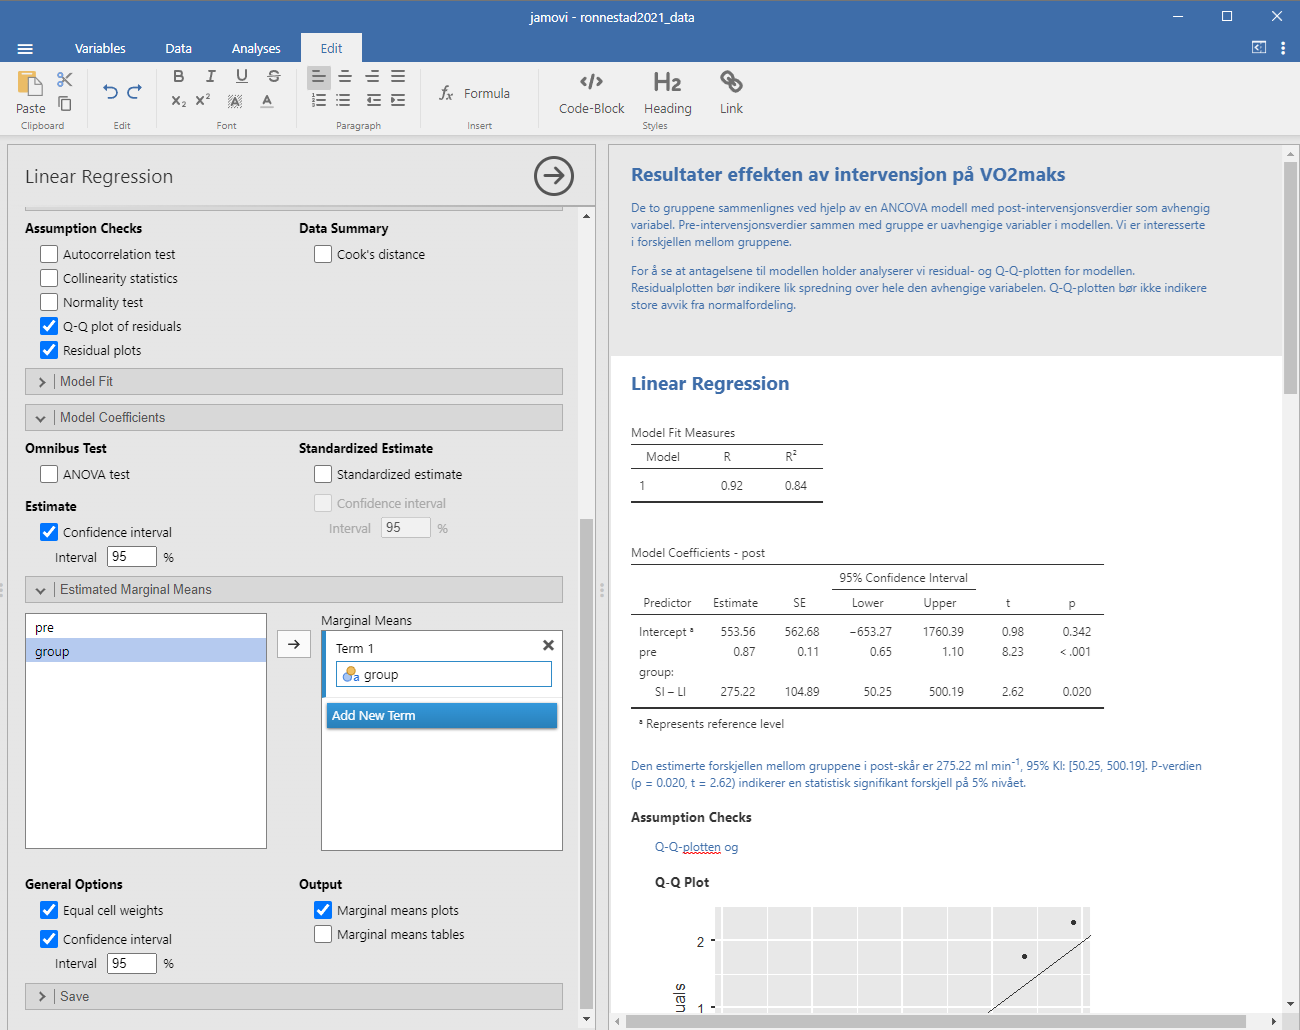 jamovi - ronnestad2021_data
Variables Data Analyses Edit
Paste
Clipboard
Edit
B I U S
X₂ X² A A
Font
Paragraph
fx Formula
Insert
Code-Block
H2 Heading
Link
Styles
Linear Regression
Assumption Checks
Autocorrelation test
Collinearity statistics
Normality test
Q-Q plot of residuals
Residual plots
Data Summary
Cook's distance
Model Fit
Model Coefficients
Omnibus Test
ANOVA test
Estimate
Confidence interval
Interval 95 %
Standardized Estimate
Standardized estimate
Confidence interval
Interval 95 %
Estimated Marginal Means
pre
group
Marginal Means
Term 1
a group
Add New Term
General Options
Equal cell weights
Confidence interval
Interval 95 %
Output
Marginal means plots
Marginal means tables
Save
Resultater effekten av intervensjon på VO2maks
De to gruppene sammenlignes ved hjelp av en ANCOVA modell med post-intervensjonsverdier som avhengig
variabel. Pre-intervensjonsverdier sammen med gruppe er uavhengige variabler i modellen. Vi er interesserte
i forskjellen mellom gruppene.
For å se at antagelsene til modellen holder analyserer vi residual- og Q-Q-plotten for modellen.
Residualplotten bør indikere lik spredning over hele den avhengige variabelen. Q-Q-plotten bør ikke indikere
store avvik fra normalfordeling.
Linear Regression
Model Fit Measures
Model R R²
1 0.92 0.84
Model Coefficients - post
95% Confidence Interval
Predictor Estimate SE Lower Upper t p
Intercept ᵃ 553.56 562.68 −653.27 1760.39 0.98 0.342
pre 0.87 0.11 0.65 1.10 8.23 < .001
group:
SI – LI 275.22 104.89 50.25 500.19 2.62 0.020
ᵃ Represents reference level
Den estimerte forskjellen mellom gruppene i post-skår er 275.22 ml min⁻¹, 95% KI: [50.25, 500.19]. P-verdien
(p = 0.020, t = 2.62) indikerer en statistisk signifikant forskjell på 5% nivået.
Assumption Checks
Q-Q-plotten og
Q-Q Plot
2
1
uals